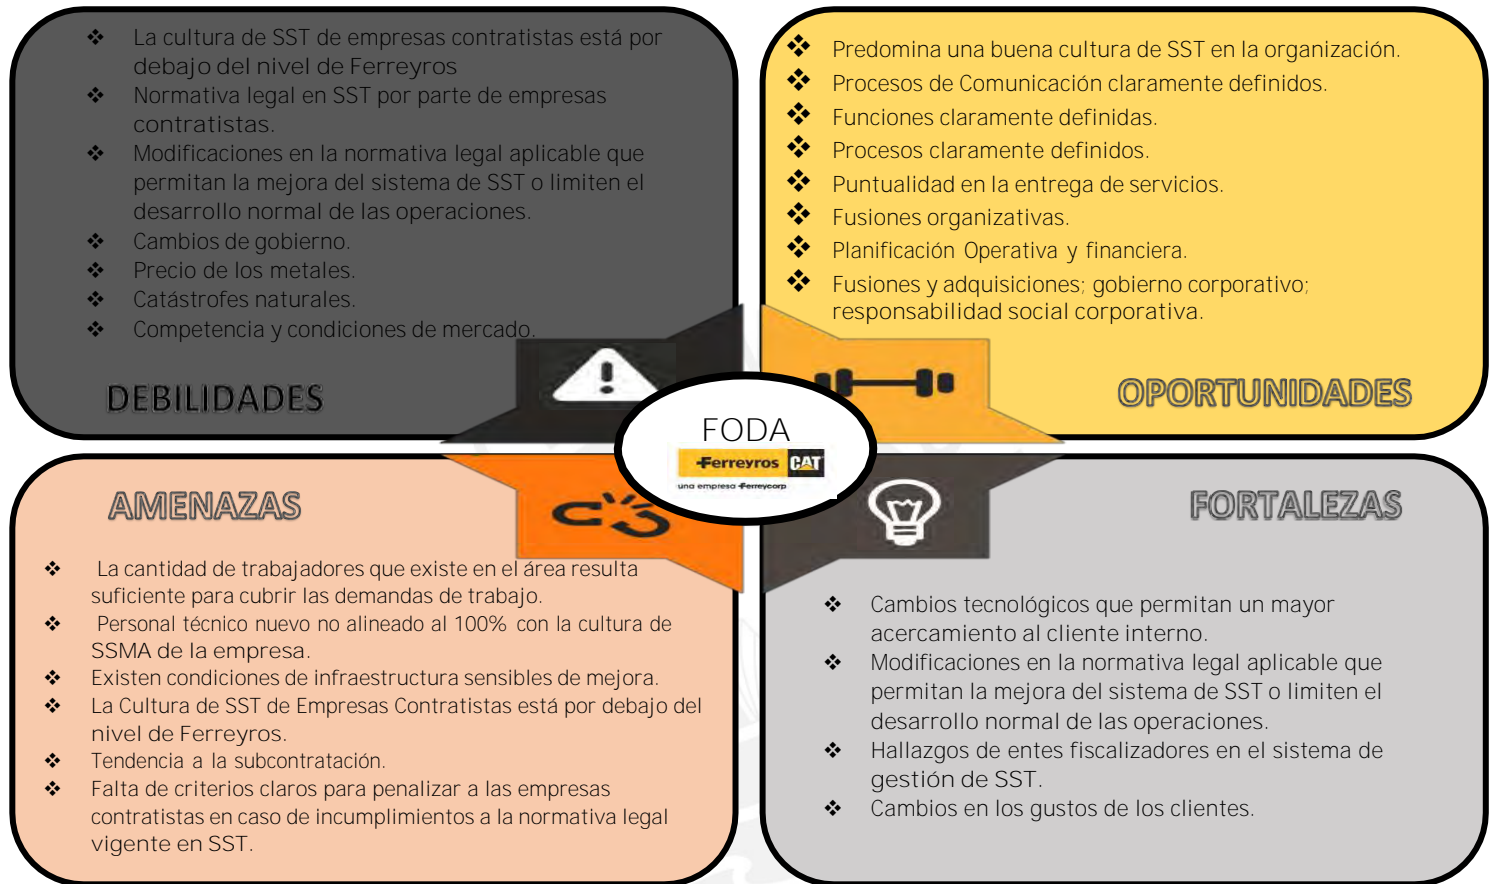 ❖ La cultura de SST de empresas contratistas está por
debajo del nivel de Ferreyros
❖ Normativa legal en SST por parte de empresas
contratistas.
❖ Modificaciones en la normativa legal aplicable que
permitan la mejora del sistema de SST o limiten el
desarrollo normal de las operaciones.
❖ Cambios de gobierno.
❖ Precio de los metales.
❖ Catástrofes naturales.
❖ Competencia y condiciones de mercado.
DEBILIDADES
❖ Predomina una buena cultura de SST en la organización.
❖ Procesos de Comunicación claramente definidos.
❖ Funciones claramente definidas.
❖ Procesos claramente definidos.
❖ Puntualidad en la entrega de servicios.
❖ Fusiones organizativas.
❖ Planificación Operativa y financiera.
❖ Fusiones y adquisiciones; gobierno corporativo;
responsabilidad social corporativa.
OPORTUNIDADES
FODA
Ferreyros CAT
una empresa Ferreycorp
AMENAZAS
❖ La cantidad de trabajadores que existe en el área resulta
suficiente para cubrir las demandas de trabajo.
❖ Personal técnico nuevo no alineado al 100% con la cultura de
SSMA de la empresa.
❖ Existen condiciones de infraestructura sensibles de mejora.
❖ La Cultura de SST de Empresas Contratistas está por debajo del
nivel de Ferreyros.
❖ Tendencia a la subcontratación.
❖ Falta de criterios claros para penalizar a las empresas
contratistas en caso de incumplimientos a la normativa legal
vigente en SST.
FORTALEZAS
❖ Cambios tecnológicos que permitan un mayor
acercamiento al cliente interno.
❖ Modificaciones en la normativa legal aplicable que
permitan la mejora del sistema de SST o limiten el
desarrollo normal de las operaciones.
❖ Hallazgos de entes fiscalizadores en el sistema de
gestión de SST.
❖ Cambios en los gustos de los clientes.